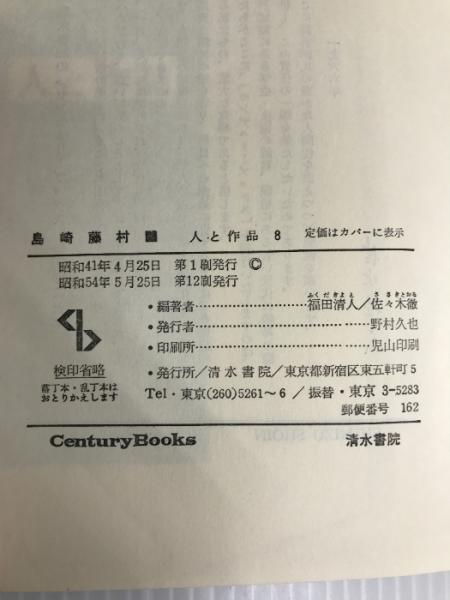 島崎藤村 人と作品 8 定価はカバーに表示
昭和41年4月25日 第1刷発行 ©
昭和54年5月25日 第12刷発行
ふくだきよと ささきとおる
・編著者……………………福田清人/佐々木徹
・発行者……………………野村久也
・印刷所……………………児山印刷
検印省略
落丁本・乱丁本は
おとりかえします
・発行所/清水書院/東京都新宿区東五軒町5
Tel・東京(260)5261~6/振替・東京 3-5283
郵便番号 162
CenturyBooks 清水書院